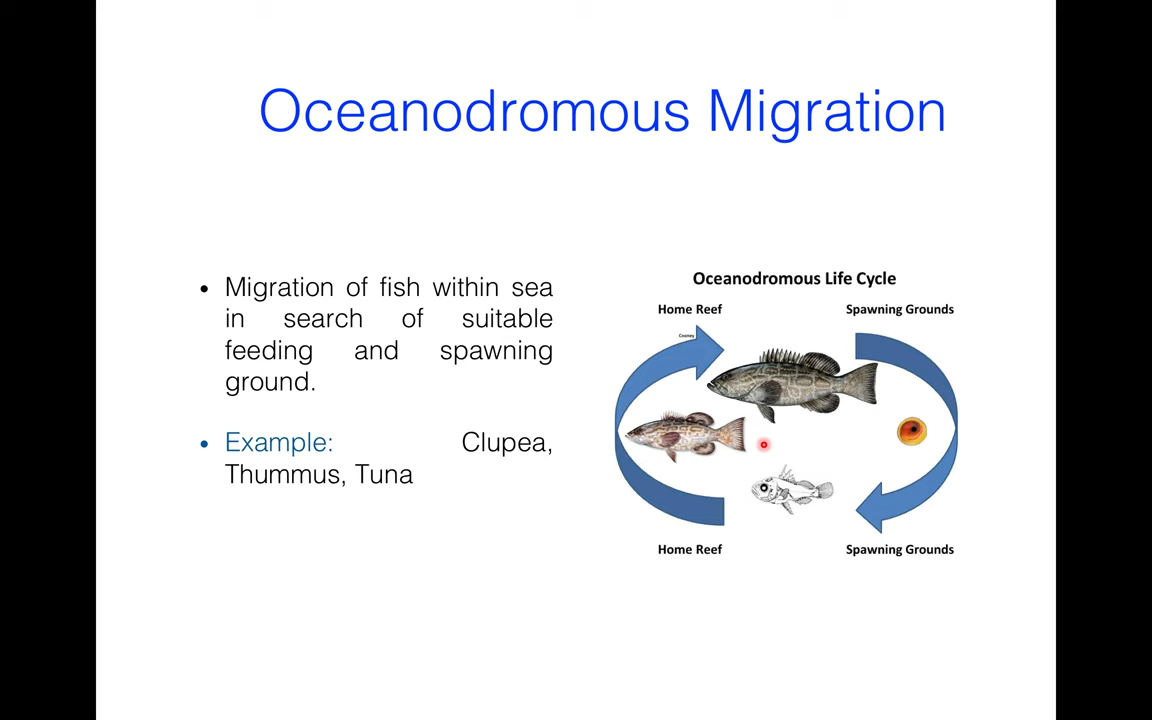 Oceanodromous Migration
• Migration of fish within sea
in search of suitable
feeding and spawning
ground.
• Example: Clupea,
Thummus, Tuna
Oceanodromous Life Cycle
Home Reef Spawning Grounds
Cooney
Home Reef Spawning Grounds